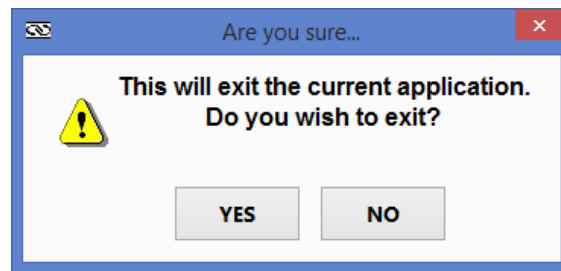 Are you sure...
This will exit the current application.
Do you wish to exit?
YES NO